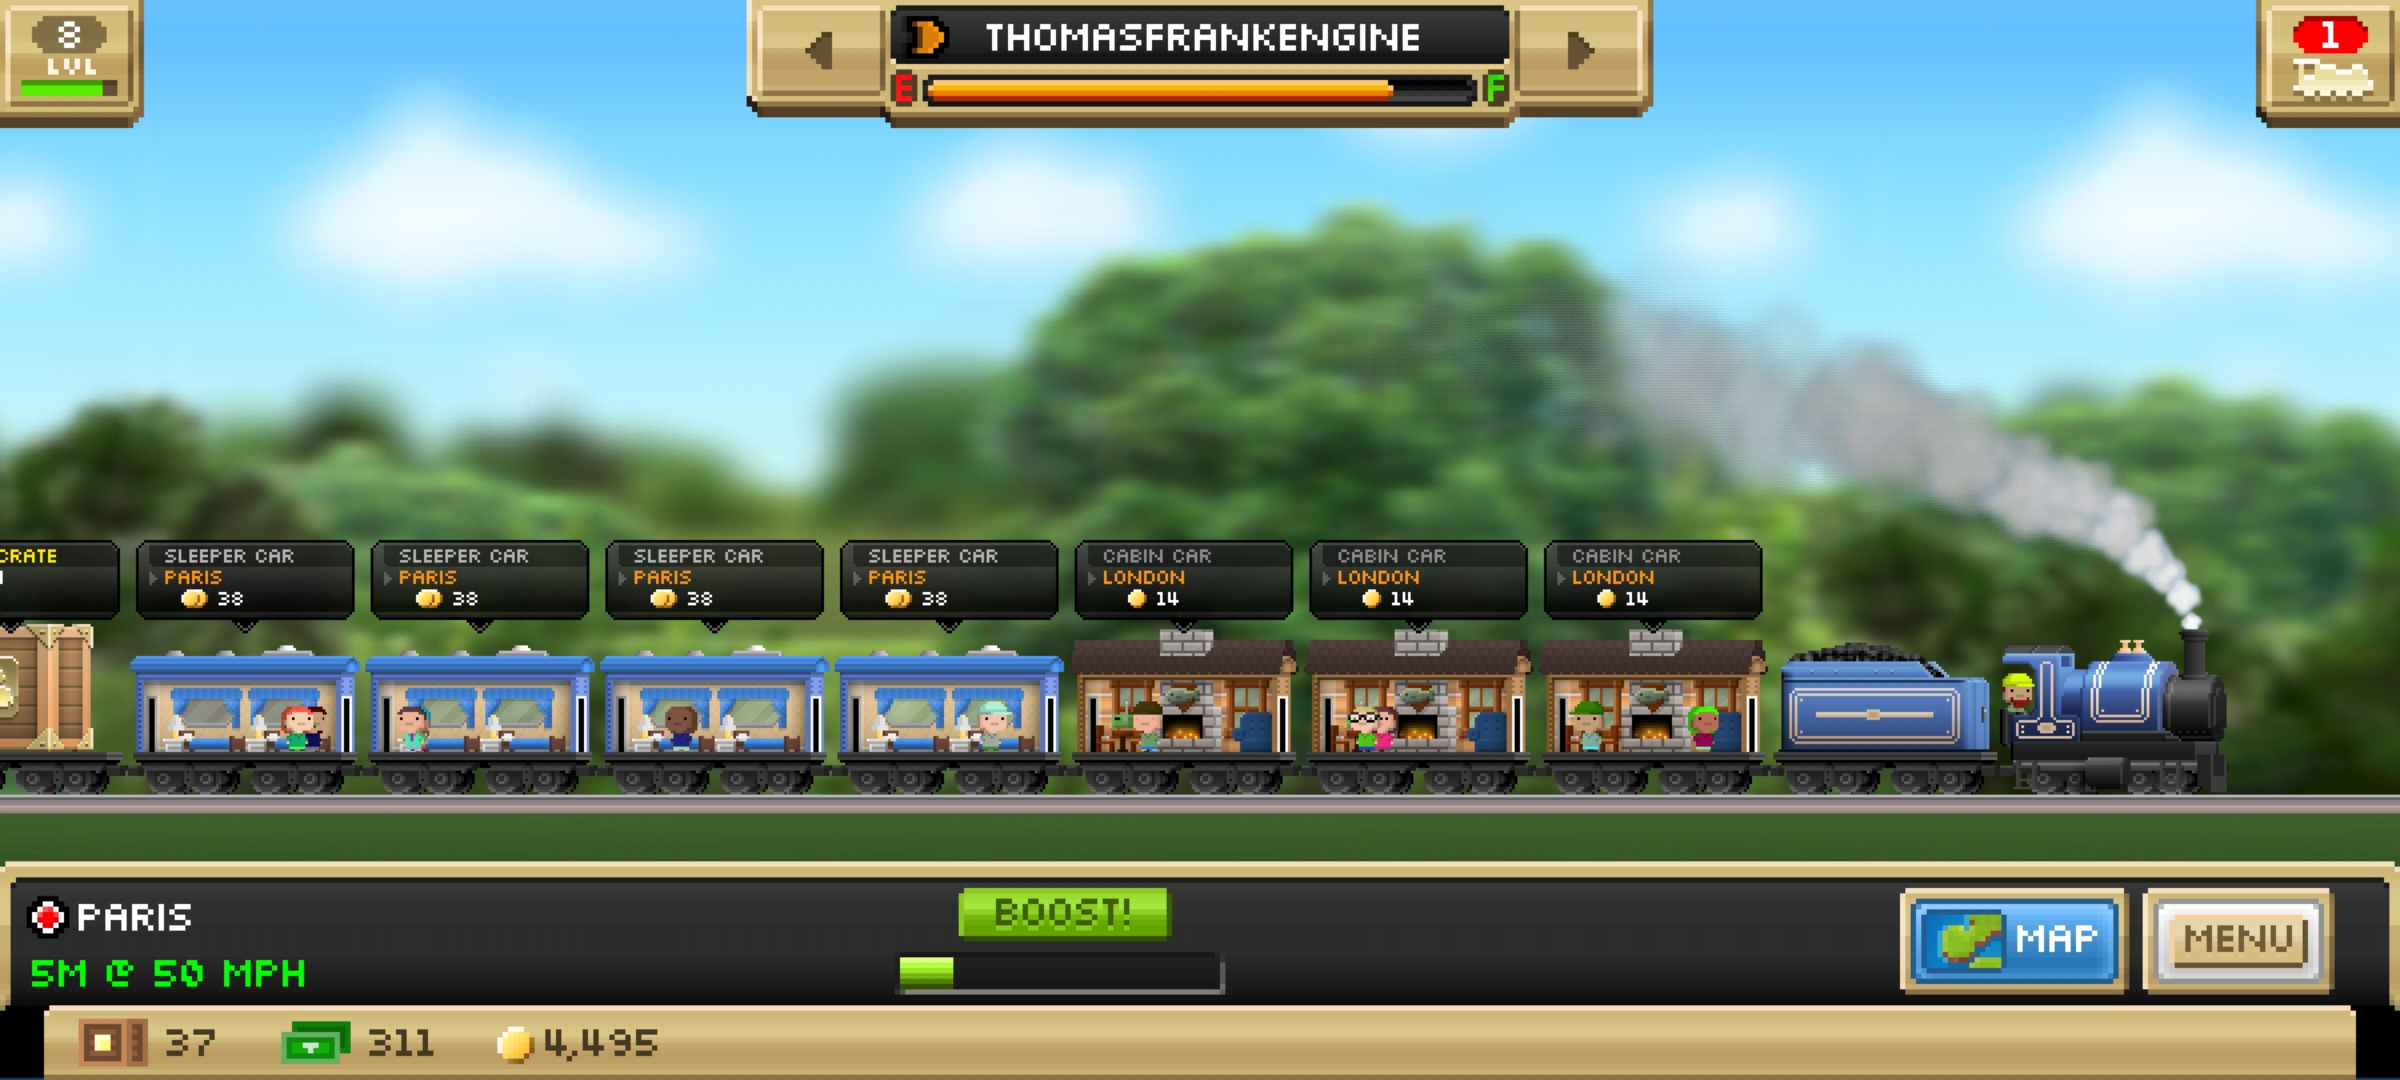 8
LVL
THOMASFRANKENGINE
E F
1
CRATE
SLEEPER CAR
PARIS
38
SLEEPER CAR
PARIS
38
SLEEPER CAR
PARIS
38
SLEEPER CAR
PARIS
38
CABIN CAR
LONDON
14
CABIN CAR
LONDON
14
CABIN CAR
LONDON
14
PARIS
5M @ 50 MPH
BOOST!
MAP
MENU
37
311
4,495